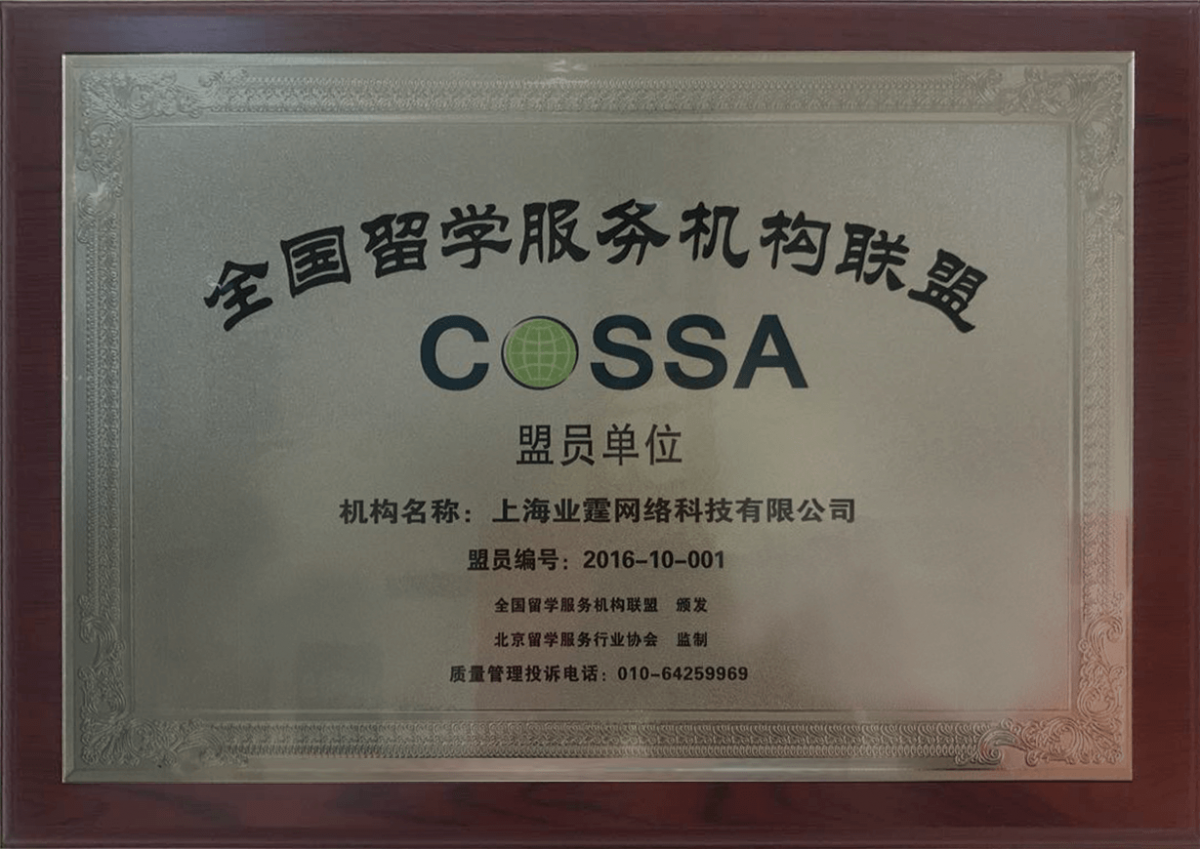 全国留学服务机构联盟
COSSA
盟员单位
机构名称：上海业霆网络科技有限公司
盟员编号：2016-10-001
全国留学服务机构联盟 颁发
北京留学服务行业协会 监制
质量管理投诉电话：010-64259969